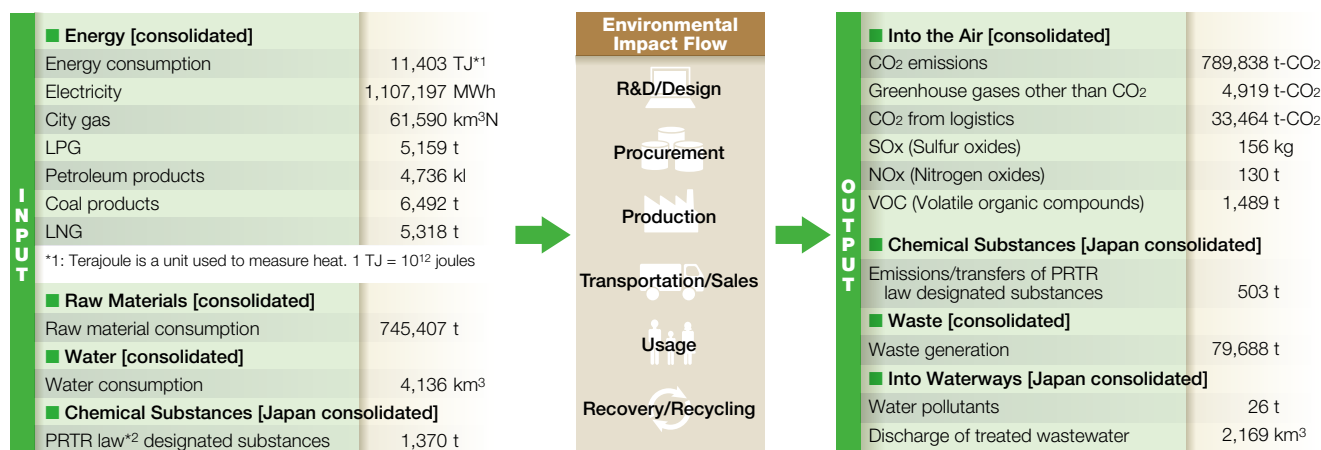 INPUT
■ Energy [consolidated]
Energy consumption 11,403 TJ*1
Electricity 1,107,197 MWh
City gas 61,590 km³N
LPG 5,159 t
Petroleum products 4,736 kl
Coal products 6,492 t
LNG 5,318 t
*1: Terajoule is a unit used to measure heat. 1 TJ = 10¹² joules
■ Raw Materials [consolidated]
Raw material consumption 745,407 t
■ Water [consolidated]
Water consumption 4,136 km³
■ Chemical Substances [Japan consolidated]
PRTR law*2 designated substances 1,370 t
Environmental
Impact Flow
R&D/Design
Procurement
Production
Transportation/Sales
Usage
Recovery/Recycling
OUTPUT
■ Into the Air [consolidated]
CO₂ emissions 789,838 t-CO₂
Greenhouse gases other than CO₂ 4,919 t-CO₂
CO₂ from logistics 33,464 t-CO₂
SOx (Sulfur oxides) 156 kg
NOx (Nitrogen oxides) 130 t
VOC (Volatile organic compounds) 1,489 t
■ Chemical Substances [Japan consolidated]
Emissions/transfers of PRTR
law designated substances 503 t
■ Waste [consolidated]
Waste generation 79,688 t
■ Into Waterways [Japan consolidated]
Water pollutants 26 t
Discharge of treated wastewater 2,169 km³